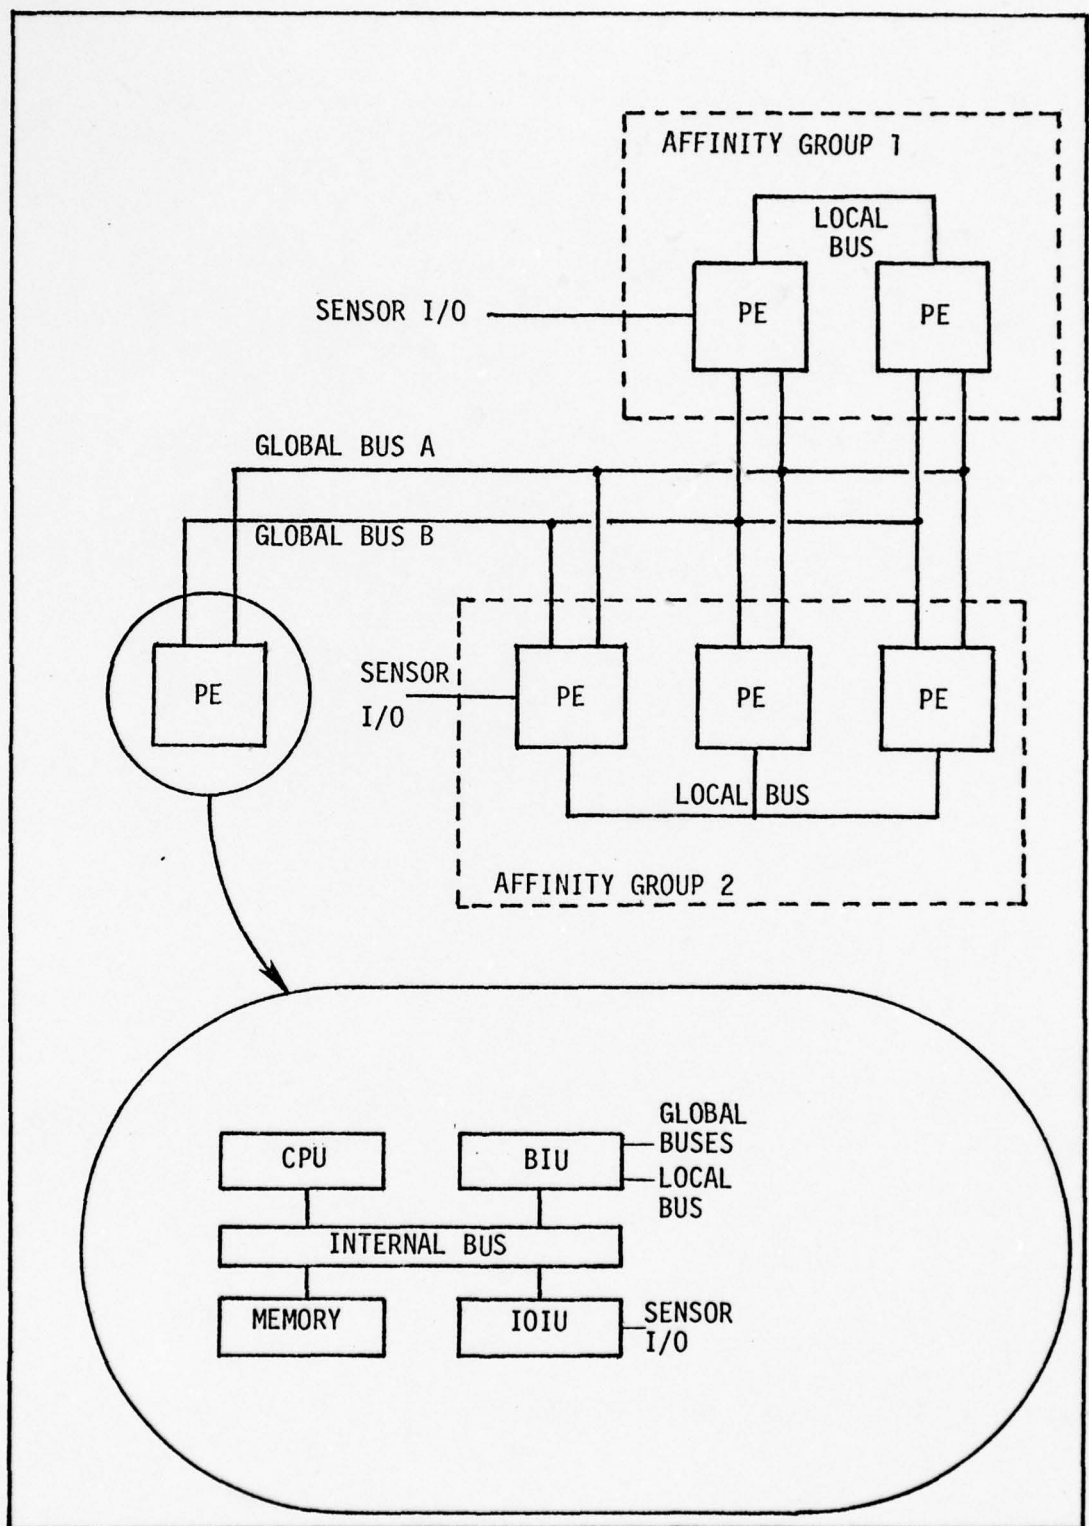 AFFINITY GROUP 1
LOCAL
BUS
SENSOR I/O
PE
PE
GLOBAL BUS A
GLOBAL BUS B
PE
SENSOR
I/O
PE
PE
PE
LOCAL BUS
AFFINITY GROUP 2
GLOBAL
BUSES
CPU
BIU
LOCAL
BUS
INTERNAL BUS
MEMORY
IOIU
SENSOR
I/O